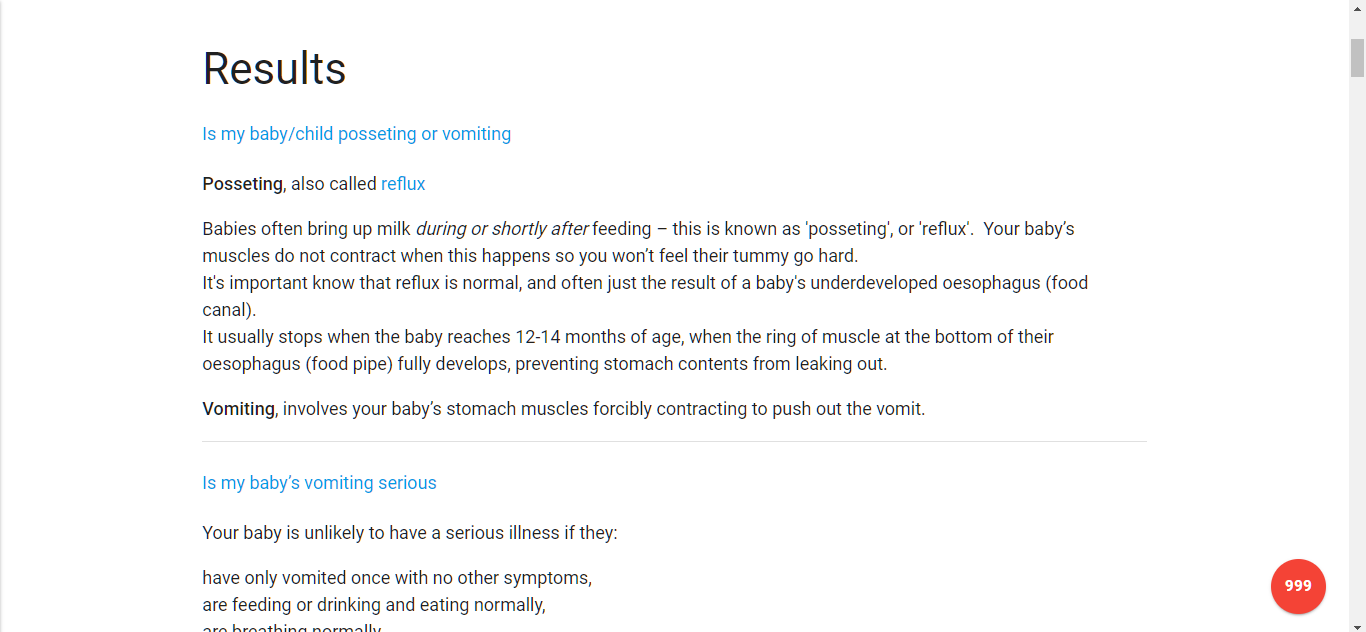 Results
Is my baby/child posseting or vomiting
Posseting, also called reflux
Babies often bring up milk during or shortly after feeding – this is known as 'posseting', or 'reflux'.  Your baby’s
muscles do not contract when this happens so you won’t feel their tummy go hard.
It's important know that reflux is normal, and often just the result of a baby's underdeveloped oesophagus (food
canal).
It usually stops when the baby reaches 12-14 months of age, when the ring of muscle at the bottom of their
oesophagus (food pipe) fully develops, preventing stomach contents from leaking out.
Vomiting, involves your baby’s stomach muscles forcibly contracting to push out the vomit.
Is my baby’s vomiting serious
Your baby is unlikely to have a serious illness if they:
have only vomited once with no other symptoms,
are feeding or drinking and eating normally,
are breathing normally
999